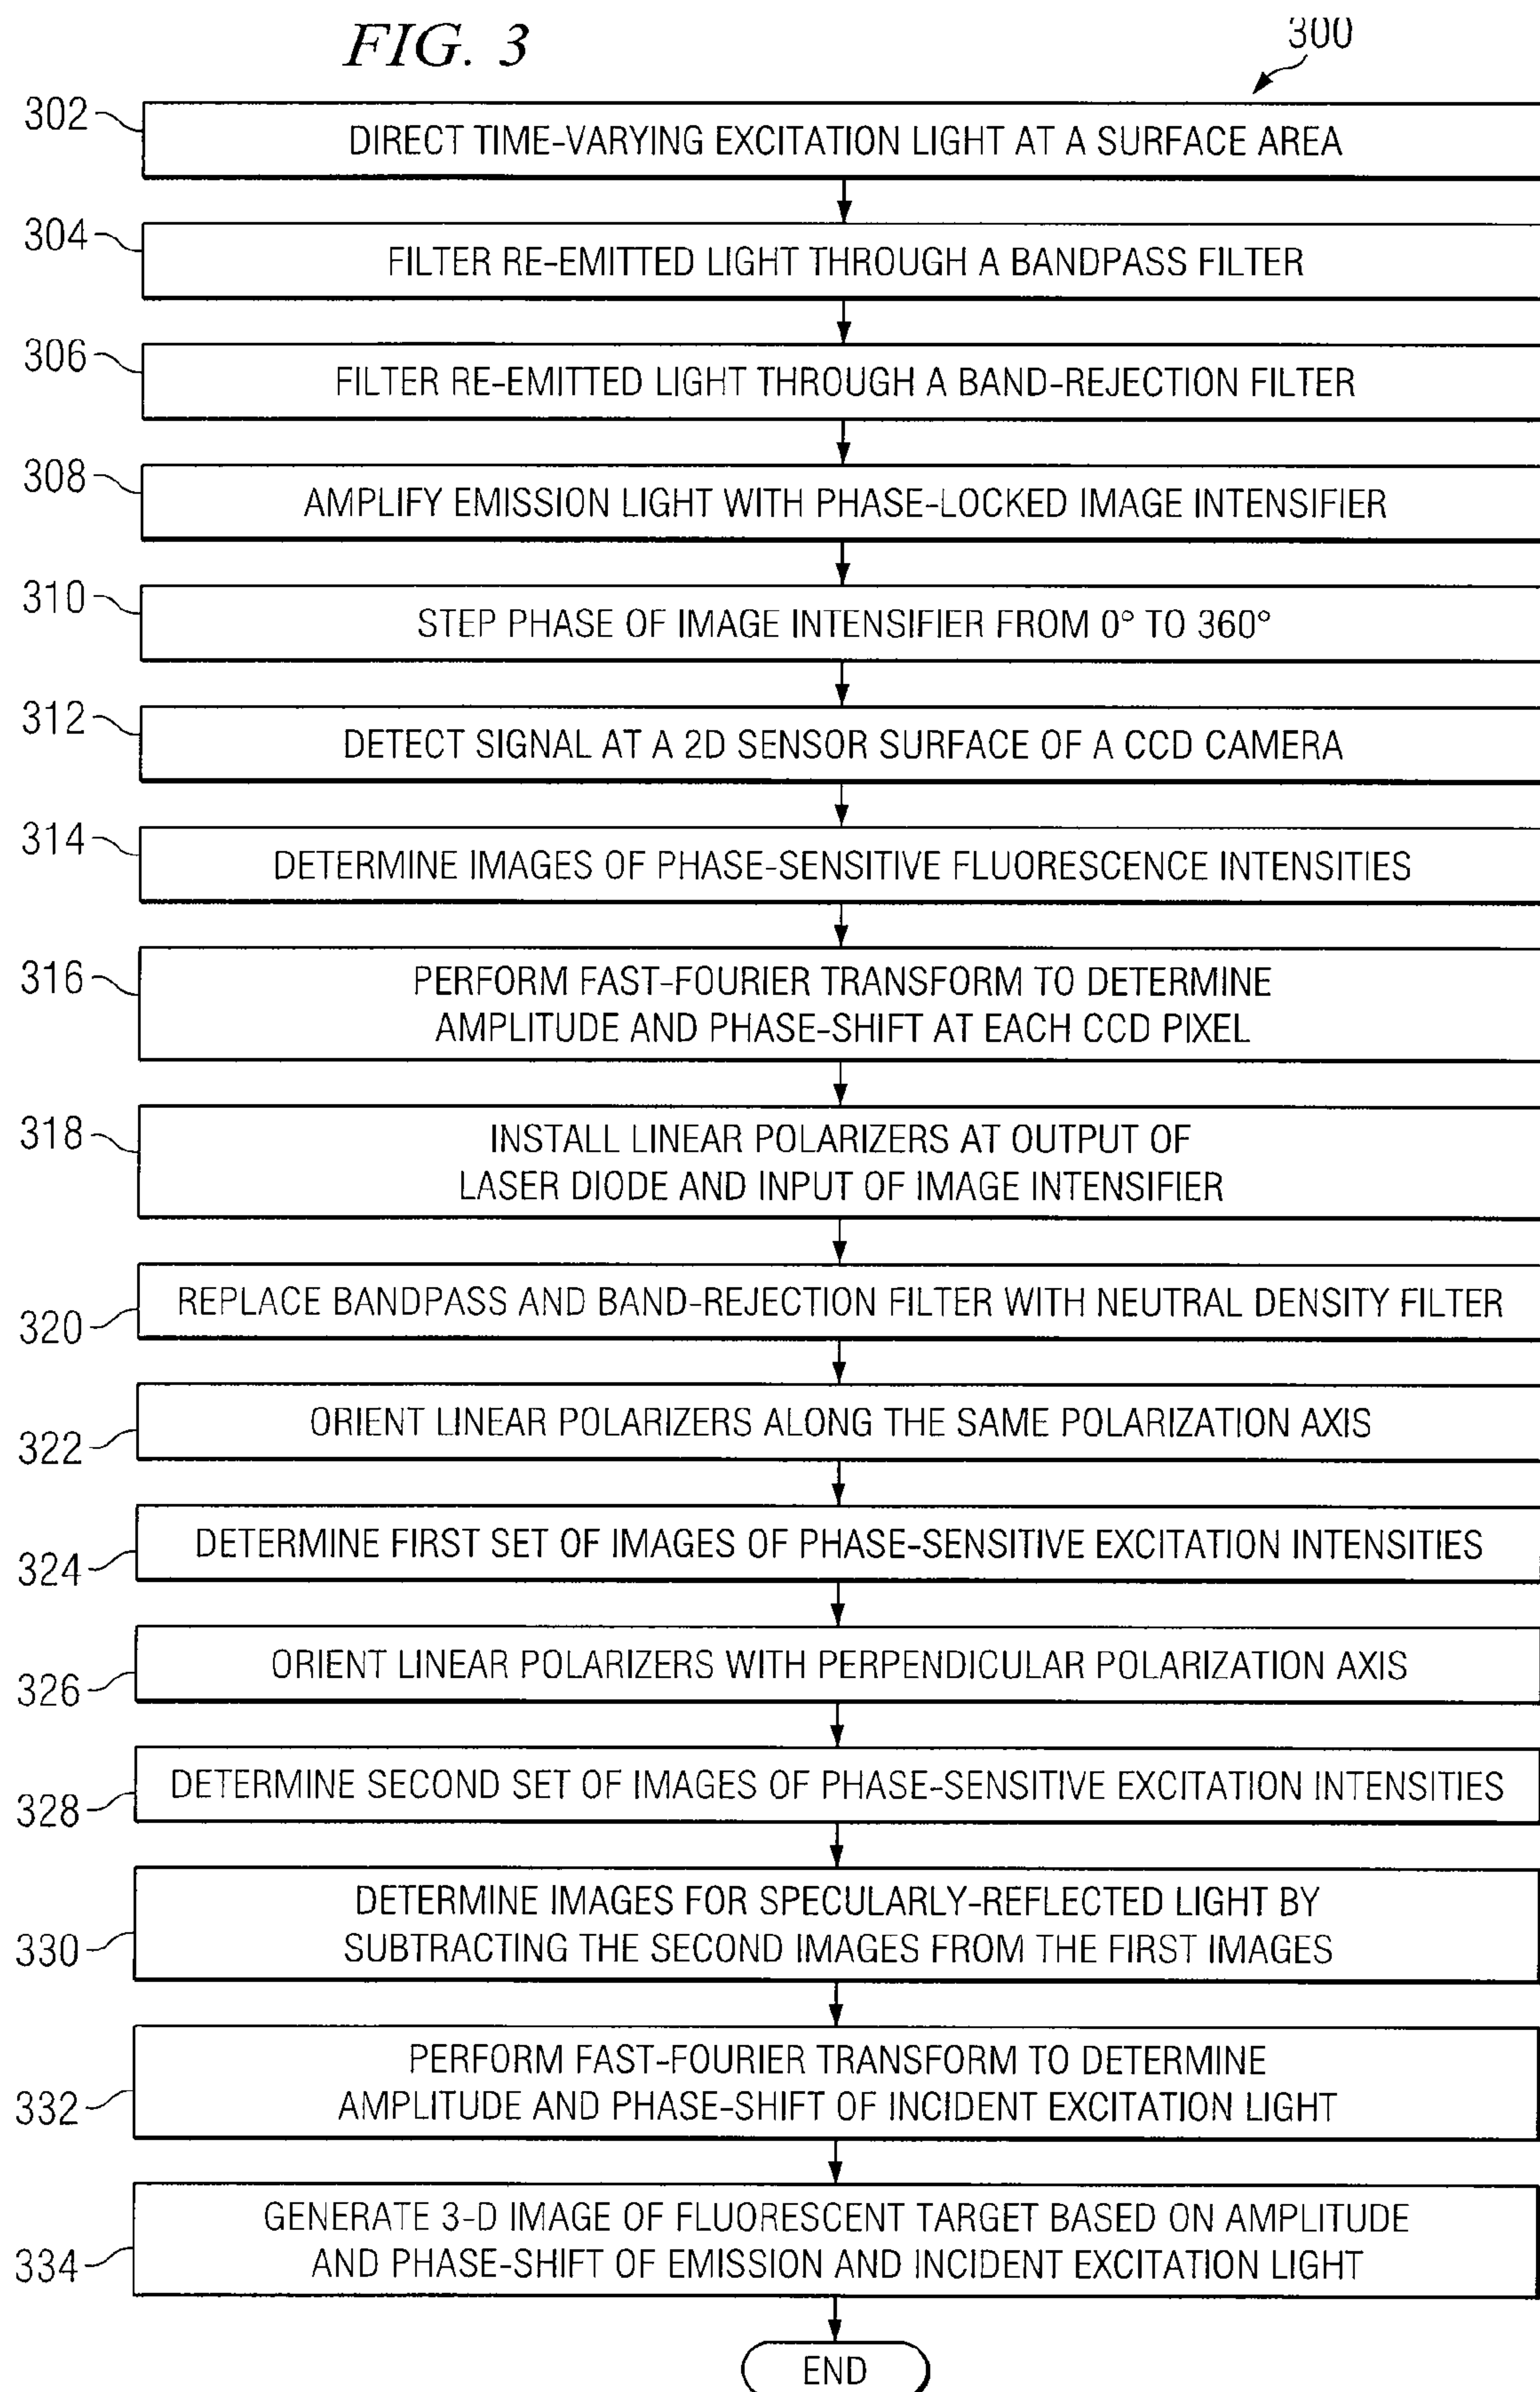 FIG. 3
300
302
DIRECT TIME-VARYING EXCITATION LIGHT AT A SURFACE AREA
304
FILTER RE-EMITTED LIGHT THROUGH A BANDPASS FILTER
306
FILTER RE-EMITTED LIGHT THROUGH A BAND-REJECTION FILTER
308
AMPLIFY EMISSION LIGHT WITH PHASE-LOCKED IMAGE INTENSIFIER
310
STEP PHASE OF IMAGE INTENSIFIER FROM 0° TO 360°
312
DETECT SIGNAL AT A 2D SENSOR SURFACE OF A CCD CAMERA
314
DETERMINE IMAGES OF PHASE-SENSITIVE FLUORESCENCE INTENSITIES
316
PERFORM FAST-FOURIER TRANSFORM TO DETERMINE
AMPLITUDE AND PHASE-SHIFT AT EACH CCD PIXEL
318
INSTALL LINEAR POLARIZERS AT OUTPUT OF
LASER DIODE AND INPUT OF IMAGE INTENSIFIER
320
REPLACE BANDPASS AND BAND-REJECTION FILTER WITH NEUTRAL DENSITY FILTER
322
ORIENT LINEAR POLARIZERS ALONG THE SAME POLARIZATION AXIS
324
DETERMINE FIRST SET OF IMAGES OF PHASE-SENSITIVE EXCITATION INTENSITIES
326
ORIENT LINEAR POLARIZERS WITH PERPENDICULAR POLARIZATION AXIS
328
DETERMINE SECOND SET OF IMAGES OF PHASE-SENSITIVE EXCITATION INTENSITIES
330
DETERMINE IMAGES FOR SPECULARLY-REFLECTED LIGHT BY
SUBTRACTING THE SECOND IMAGES FROM THE FIRST IMAGES
332
PERFORM FAST-FOURIER TRANSFORM TO DETERMINE
AMPLITUDE AND PHASE-SHIFT OF INCIDENT EXCITATION LIGHT
334
GENERATE 3-D IMAGE OF FLUORESCENT TARGET BASED ON AMPLITUDE
AND PHASE-SHIFT OF EMISSION AND INCIDENT EXCITATION LIGHT
END